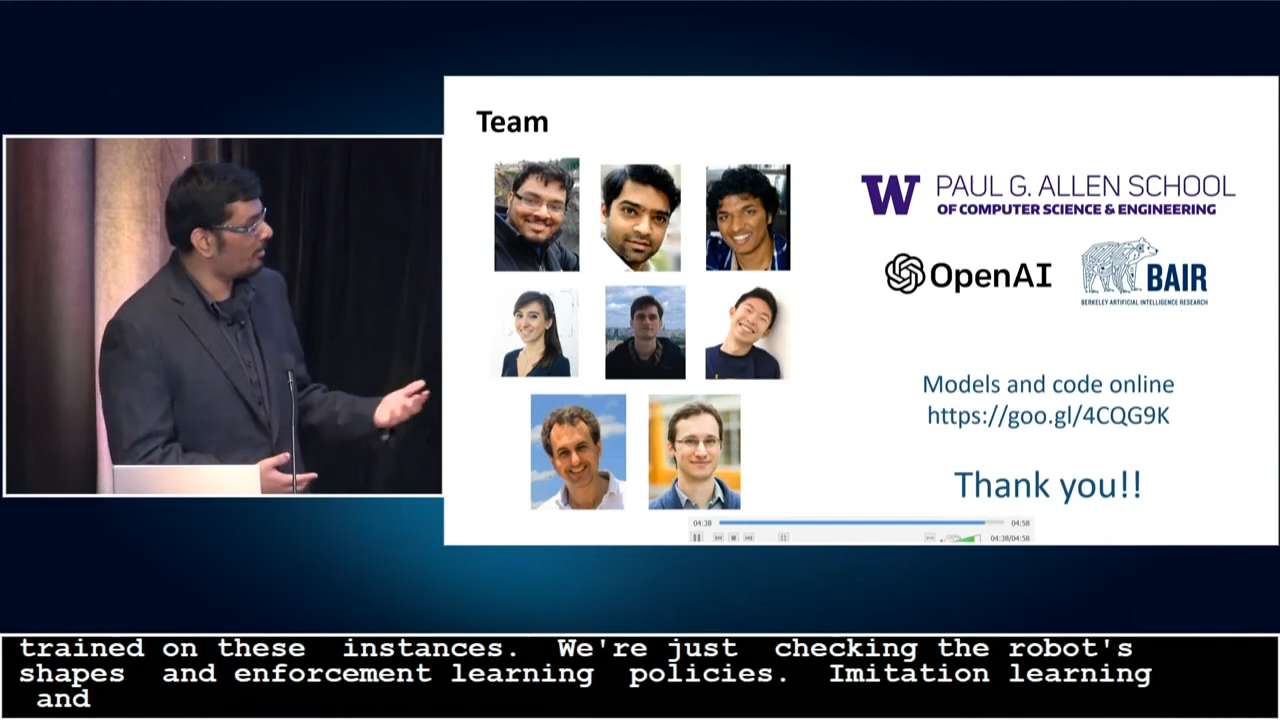 Team
W PAUL G. ALLEN SCHOOL
OF COMPUTER SCIENCE & ENGINEERING
OpenAI
BAIR
BERKELEY ARTIFICIAL INTELLIGENCE RESEARCH
Models and code online
https://goo.gl/4CQG9K
Thank you!!
04:38
04:58
100%
04:38/04:58
trained on these instances. We're just checking the robot's
shapes and enforcement learning policies. Imitation learning
and